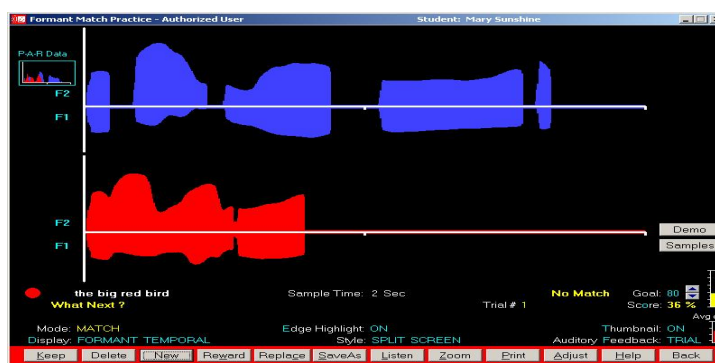 Formant Match Practice - Authorized User Student: Mary Sunshine
P-A-R Data
F2
F1
F2
F1
Demo
Samples
the big red bird Sample Time: 2 Sec No Match Goal: 80
What Next ? Trial # 1 Score: 36 %
Avg
Mode: MATCH Edge Highlight: ON Thumbnail: ON
Display: FORMANT TEMPORAL Style: SPLIT SCREEN Auditory Feedback: TRIAL
Keep Delete New Reward Replace SaveAs Listen Zoom Print Adjust Help Back